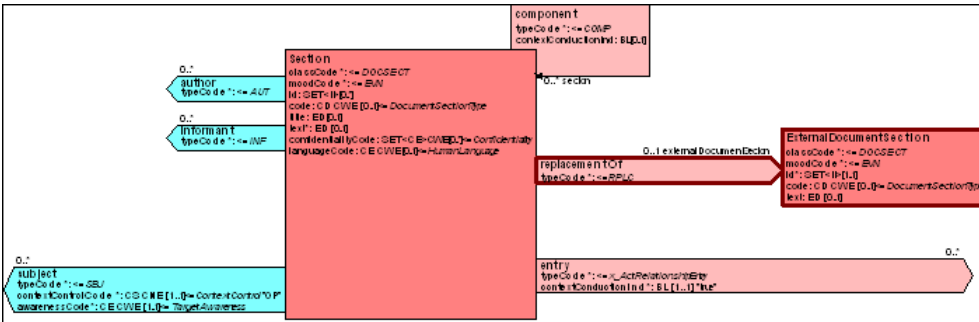 component
typeCode*: <= COMP
contextConductionInd: BL[0..1]
0..* section
Section
classCode*: <= DOCSECT
moodCode*: <= EVN
id: SET<II>[0..*]
code: CD CWE [0..1]<= DocumentSectionType
title: ED[0..1]
text*: ED [0..1]
confidentialityCode: SET<CE>CWE[0..*]<= Confidentiality
languageCode: CE CWE[0..1]<= HumanLanguage
0..*
author
typeCode*: <= AUT
0..*
Informant
typeCode*: <= INF
0..1 externalDocumentSection
replacementOf
typeCode*: <= RPLC
ExternalDocumentSection
classCode*: <= DOCSECT
moodCode*: <= EVN
id*: SET<II>[1..1]
code: CD CWE [0..1]<= DocumentSectionType
text: ED [0..1]
0..*
subject
typeCode*: <= SBJ
contextControlCode*: CS CNE [1..1]<= ContextControl "OP"
awarenessCode*: CE CWE [1..1]<= TargetAwareness
0..*
entry
typeCode*: <= x_ActRelationshipEntry
contextConductionInd*: BL [1..1] "true"